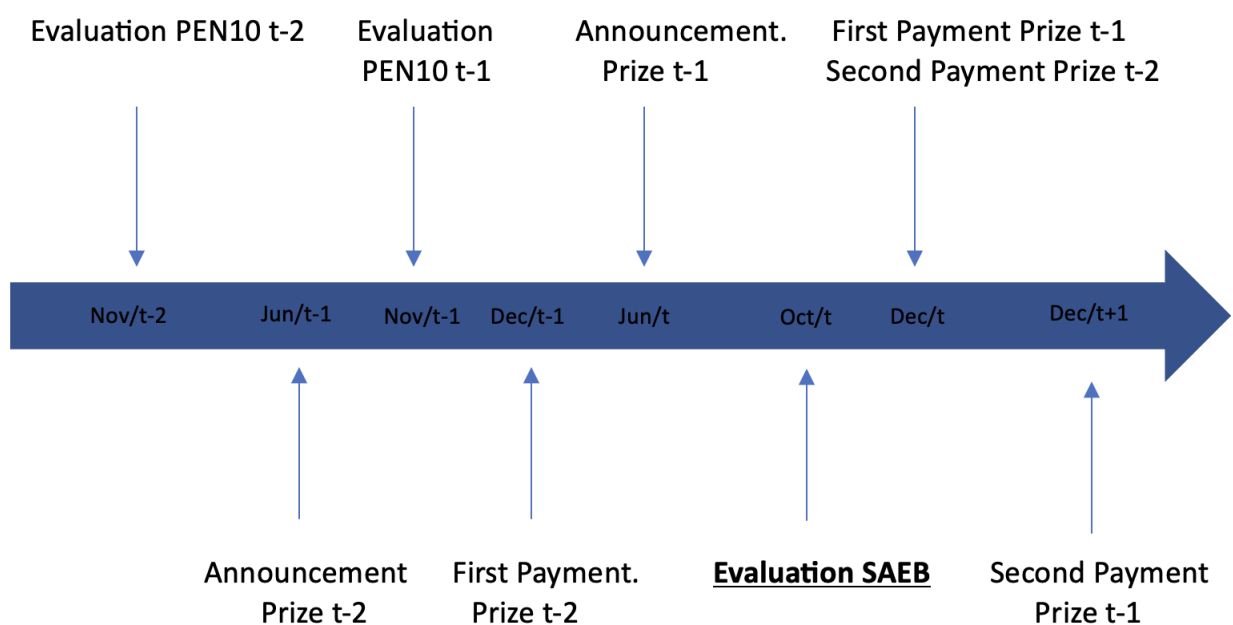 Evaluation PEN10 t-2
Evaluation
PEN10 t-1
Announcement.
Prize t-1
First Payment Prize t-1
Second Payment Prize t-2
Nov/t-2
Jun/t-1
Nov/t-1
Dec/t-1
Jun/t
Oct/t
Dec/t
Dec/t+1
Announcement
Prize t-2
First Payment.
Prize t-2
Evaluation SAEB
Second Payment
Prize t-1